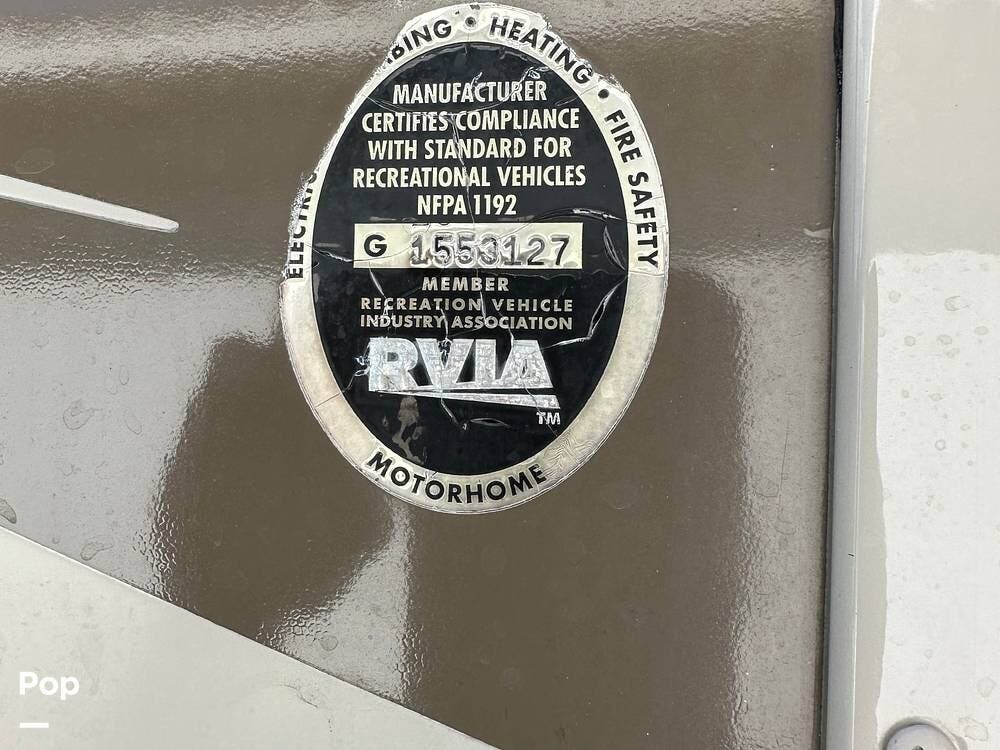 HEATING • FIRE SAFETY
MANUFACTURER
CERTIFIES COMPLIANCE
WITH STANDARD FOR
RECREATIONAL VEHICLES
NFPA 1192
G 1553127
MEMBER
RECREATION VEHICLE
INDUSTRY ASSOCIATION
RVIA
TM
MOTORHOME
Pop